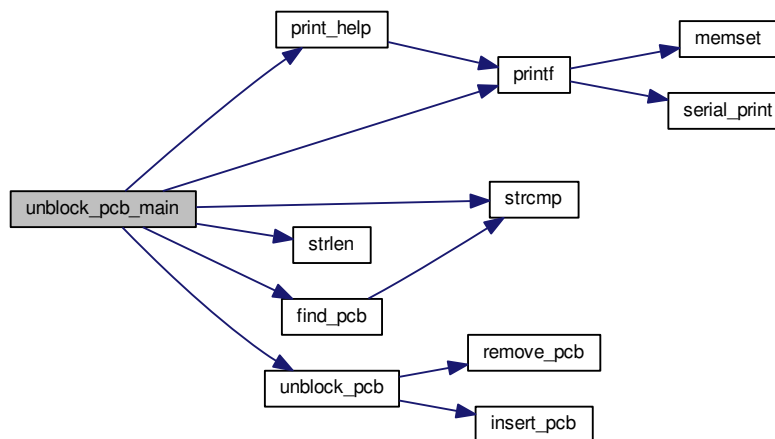 print_help
memset
printf
serial_print
unblock_pcb_main
strcmp
strlen
find_pcb
remove_pcb
unblock_pcb
insert_pcb